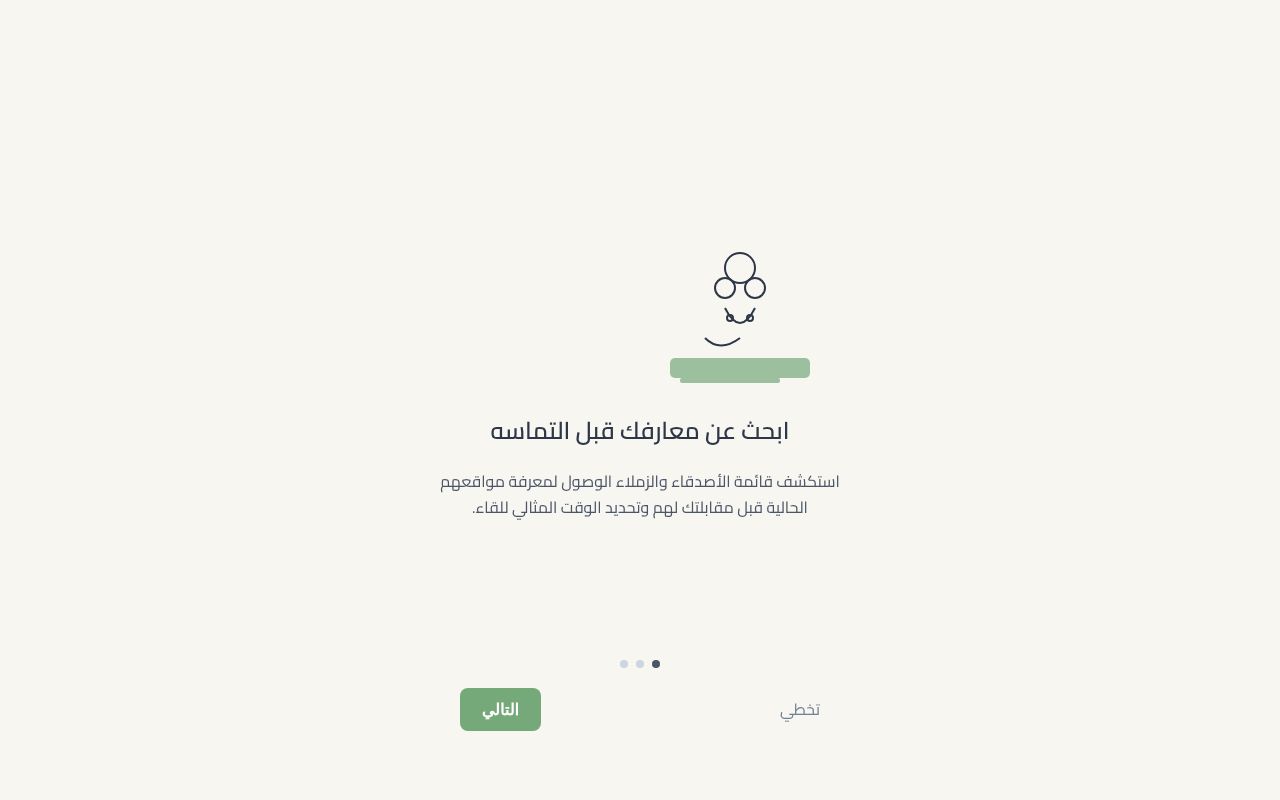 ابحث عن معارفك قبل التماسه
استكشف قائمة الأصدقاء والزملاء الوصول لمعرفة مواقعهم
الحالية قبل مقابلتك لهم وتحديد الوقت المثالي للقاء.
تخطي
التالي